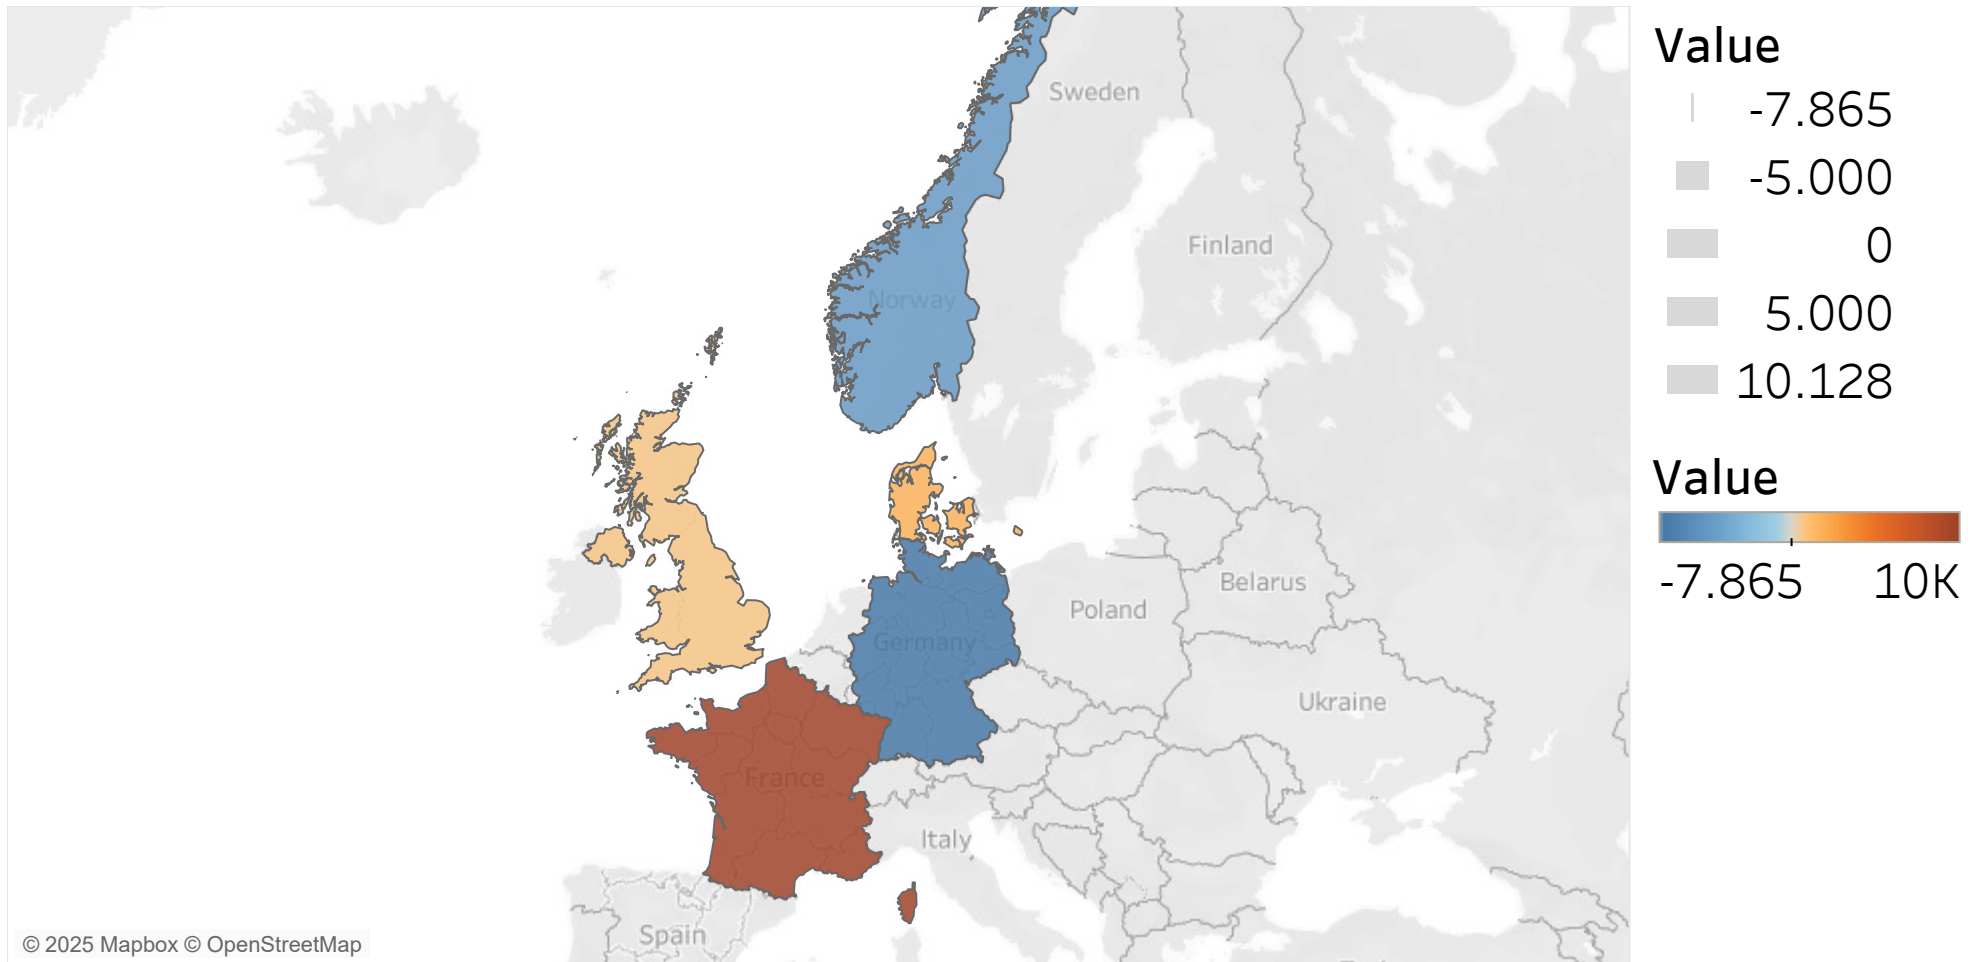 Sweden
Finland
Norway
Belarus
Poland
Germany
Ukraine
France
Italy
Spain
© 2025 Mapbox © OpenStreetMap
Value
-7.865
-5.000
0
5.000
10.128
Value
-7.865 10K